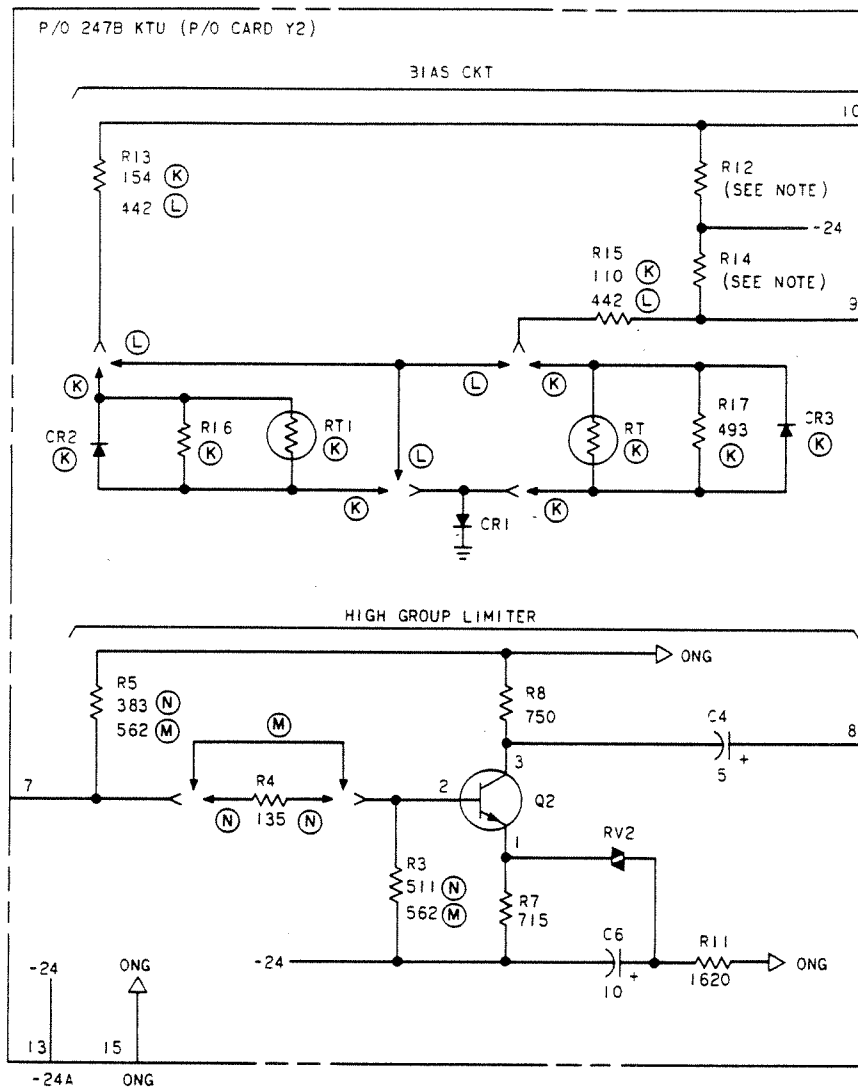 P/O 247B KTU (P/O CARD Y2)
BIAS CKT
10
R13
154 K
442 L
R12
(SEE NOTE)
-24
R15
110 K
442 L
R14
(SEE NOTE)
9
L
L
K
K
CR2
K
R16
K
RT1
K
L
RT
K
R17
493
K
CR3
K
K
K
CR1
HIGH GROUP LIMITER
ONG
R5
383 N
562 M
R8
750
M
C4
5 +
8
7
R4
135
N
N
2
3
Q2
1
RV2
R3
511 N
562 M
R7
715
-24
C6
10 +
R11
1620
ONG
-24
ONG
13
15
-24A
ONG